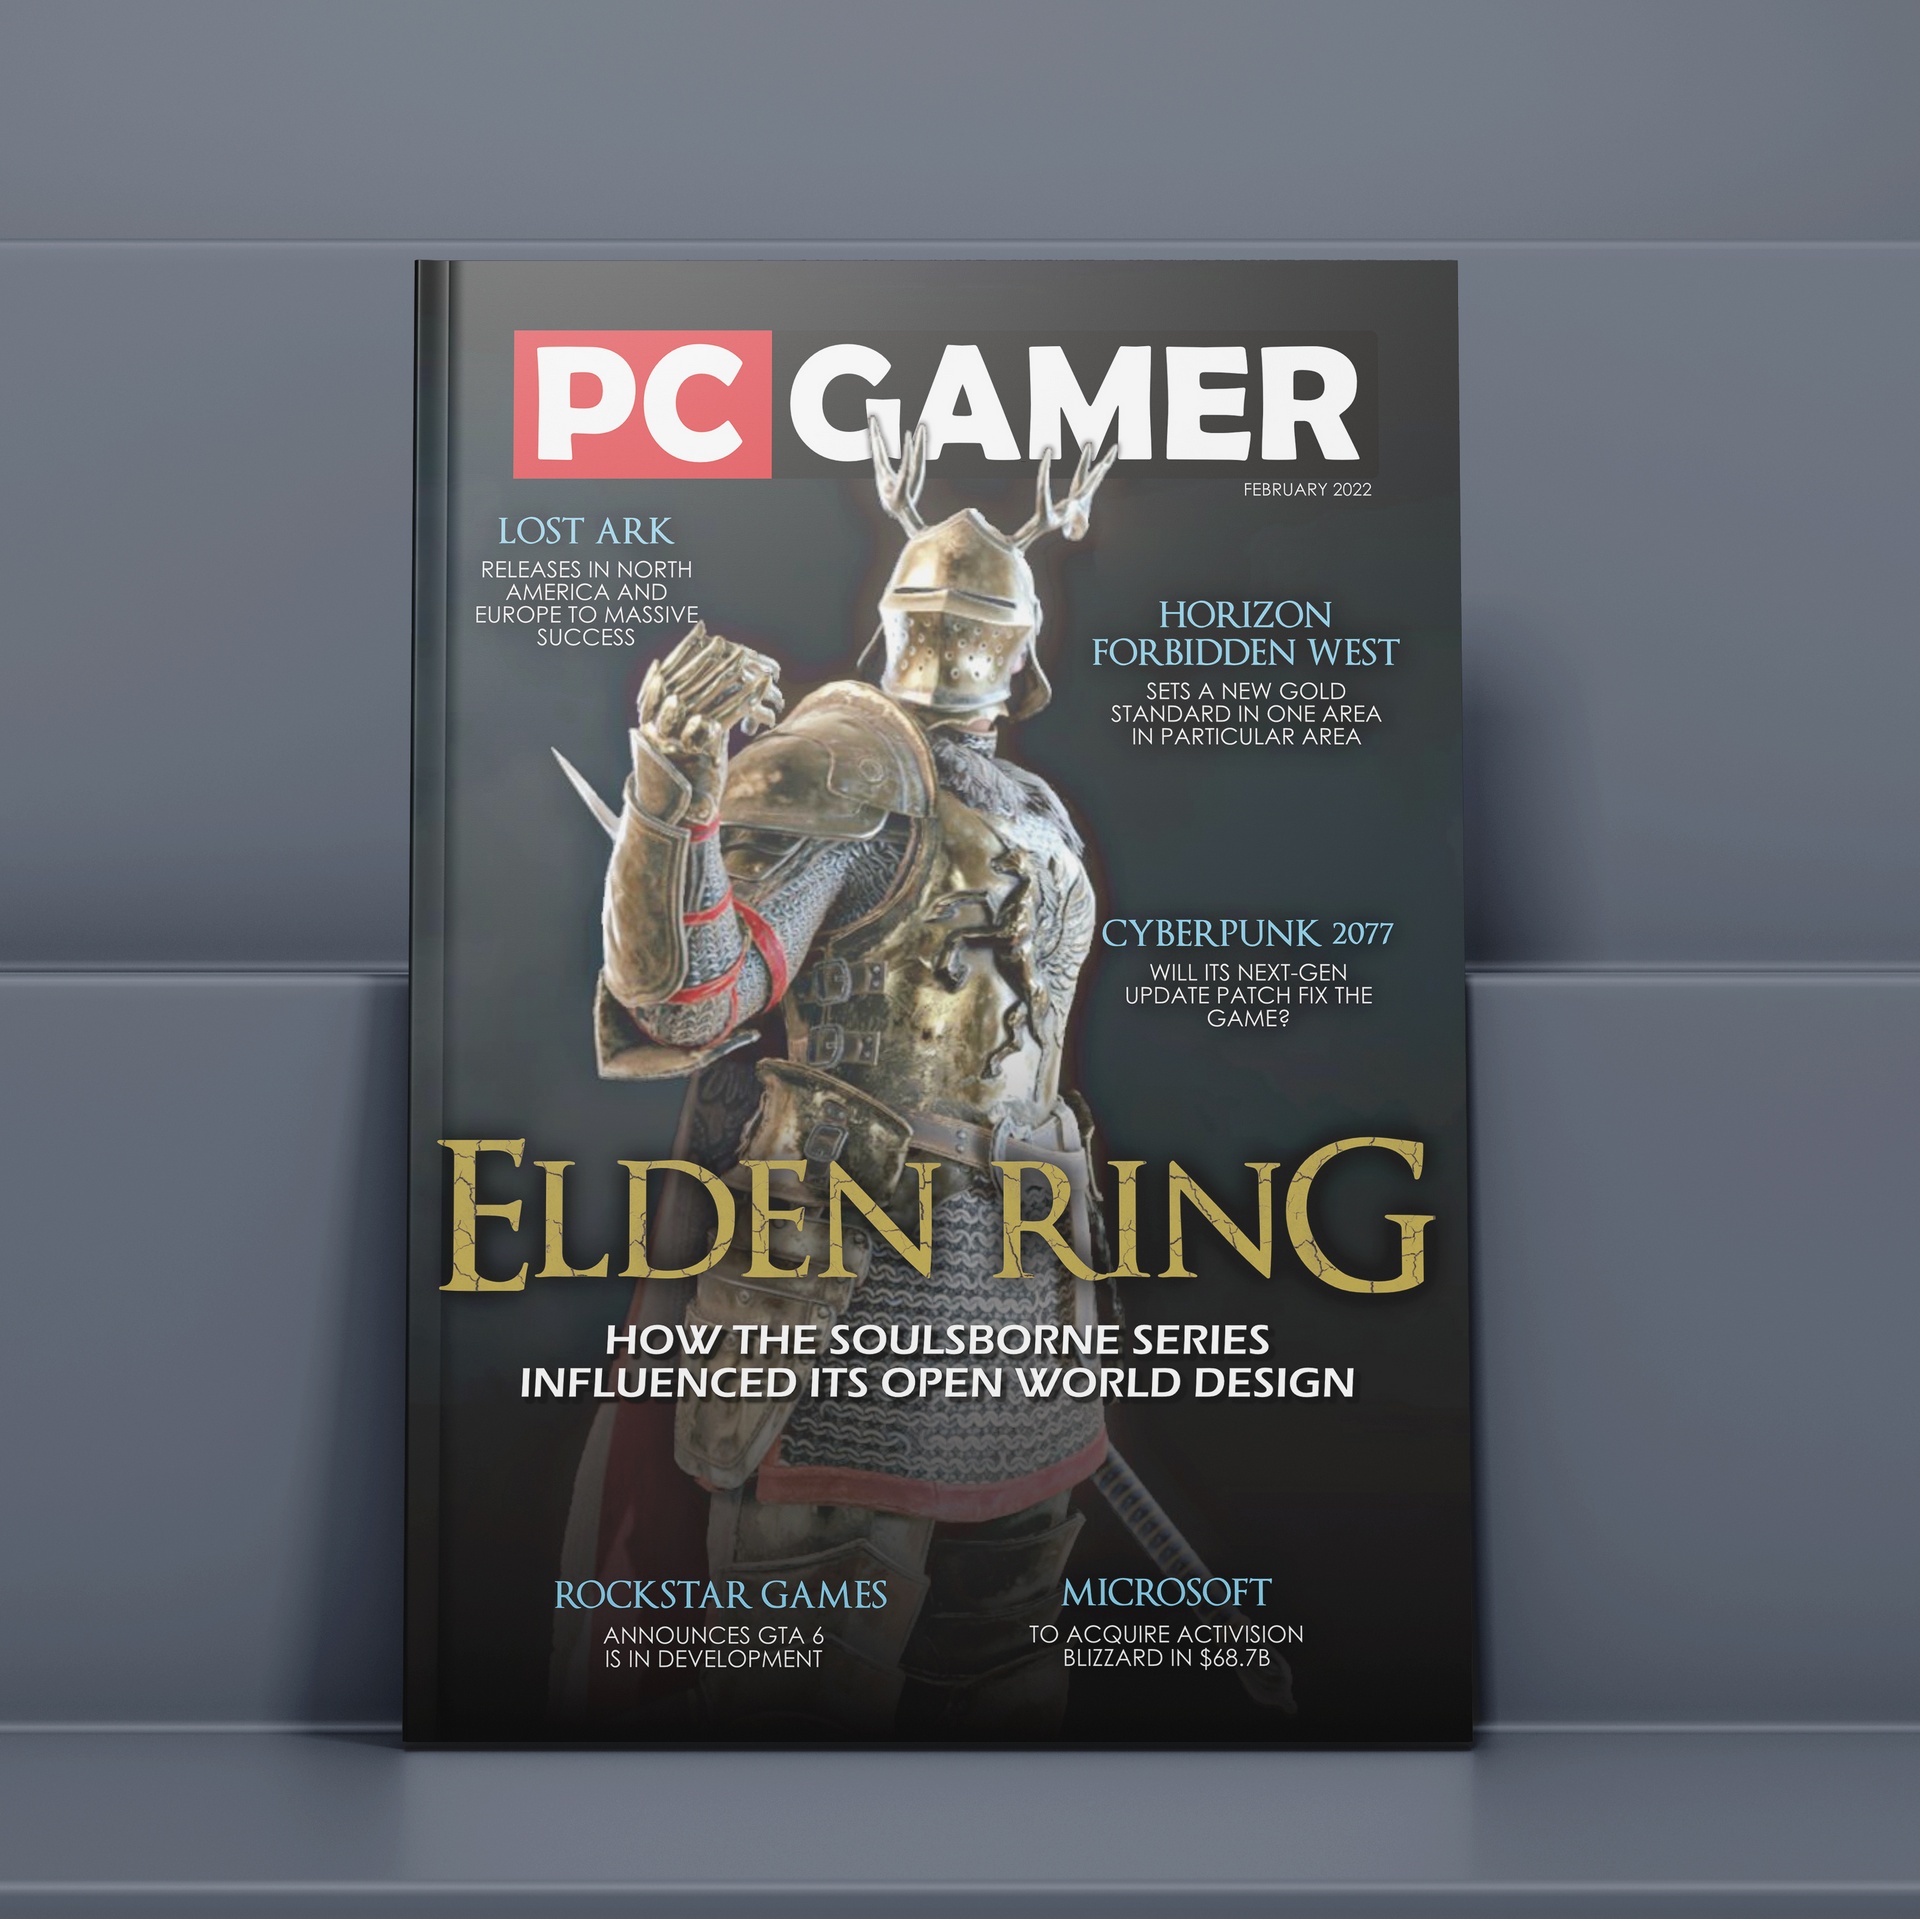 PC GAMER
FEBRUARY 2022
LOST ARK
RELEASES IN NORTH
AMERICA AND
EUROPE TO MASSIVE
SUCCESS
HORIZON
FORBIDDEN WEST
SETS A NEW GOLD
STANDARD IN ONE AREA
IN PARTICULAR AREA
CYBERPUNK 2077
WILL ITS NEXT-GEN
UPDATE PATCH FIX THE
GAME?
ELDEN RING
HOW THE SOULSBORNE SERIES
INFLUENCED ITS OPEN WORLD DESIGN
ROCKSTAR GAMES
ANNOUNCES GTA 6
IS IN DEVELOPMENT
MICROSOFT
TO ACQUIRE ACTIVISION
BLIZZARD IN $68.7B